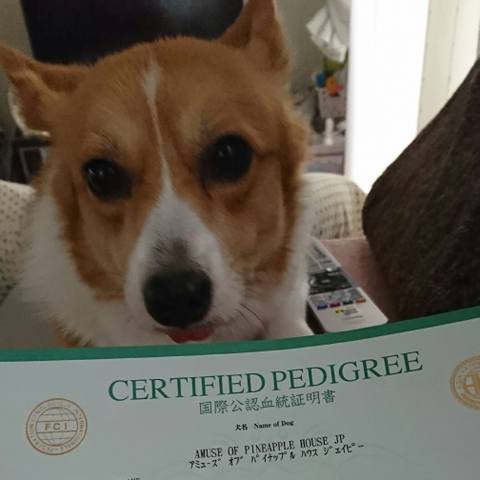 CERTIFIED PEDIGREE
国際公認血統証明書
FCI
犬名 Name of Dog
AMUSE OF PINEAPPLE HOUSE JP
アミューズ オブ パイナップル ハウス ジェイピー